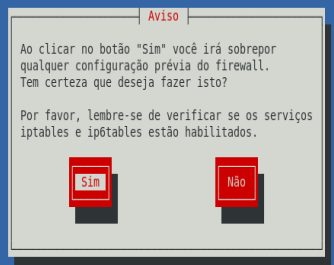 Aviso
Ao clicar no botão "Sim" você irá sobrepor
qualquer configuração prévia do firewall.
Tem certeza que deseja fazer isto?
Por favor, lembre-se de verificar se os serviços
iptables e ip6tables estão habilitados.
Sim Não